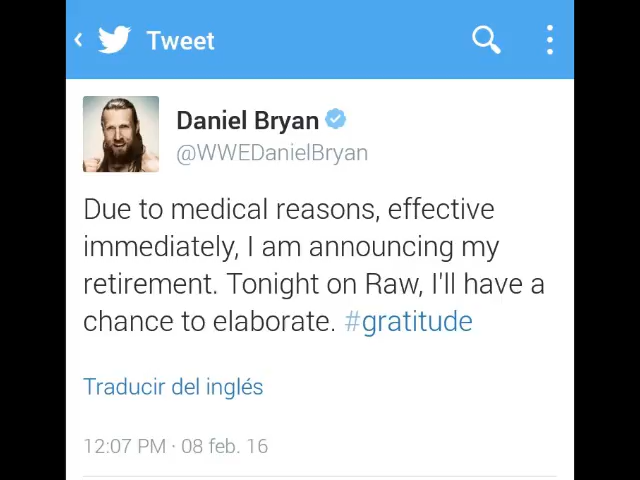 Tweet
Daniel Bryan
@WWEDanielBryan
Due to medical reasons, effective
immediately, I am announcing my
retirement. Tonight on Raw, I'll have a
chance to elaborate. #gratitude
Traducir del inglés
12:07 PM · 08 feb. 16